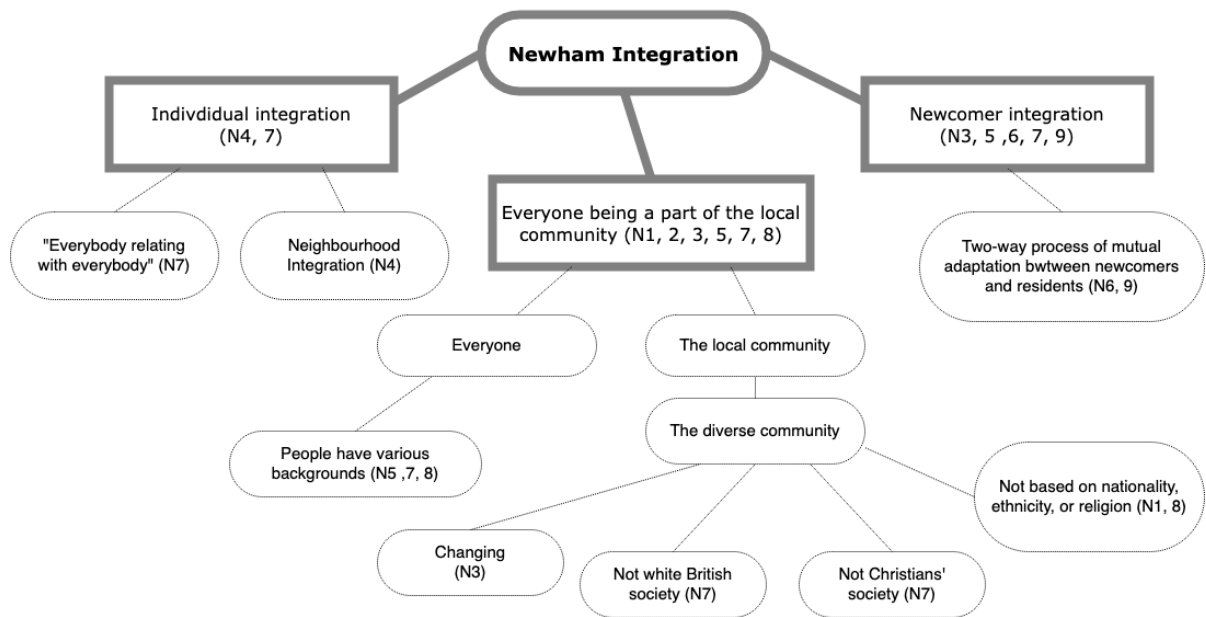 Newham Integration
Indivdidual integration
(N4, 7)
Newcomer integration
(N3, 5 ,6, 7, 9)
Everyone being a part of the local
community (N1, 2, 3, 5, 7, 8)
"Everybody relating
with everybody" (N7)
Neighbourhood
Integration (N4)
Two-way process of mutual
adaptation bwtween newcomers
and residents (N6, 9)
Everyone
The local community
The diverse community
People have various
backgrounds (N5 ,7, 8)
Not based on nationality,
ethnicity, or religion (N1, 8)
Changing
(N3)
Not white British
society (N7)
Not Christians'
society (N7)